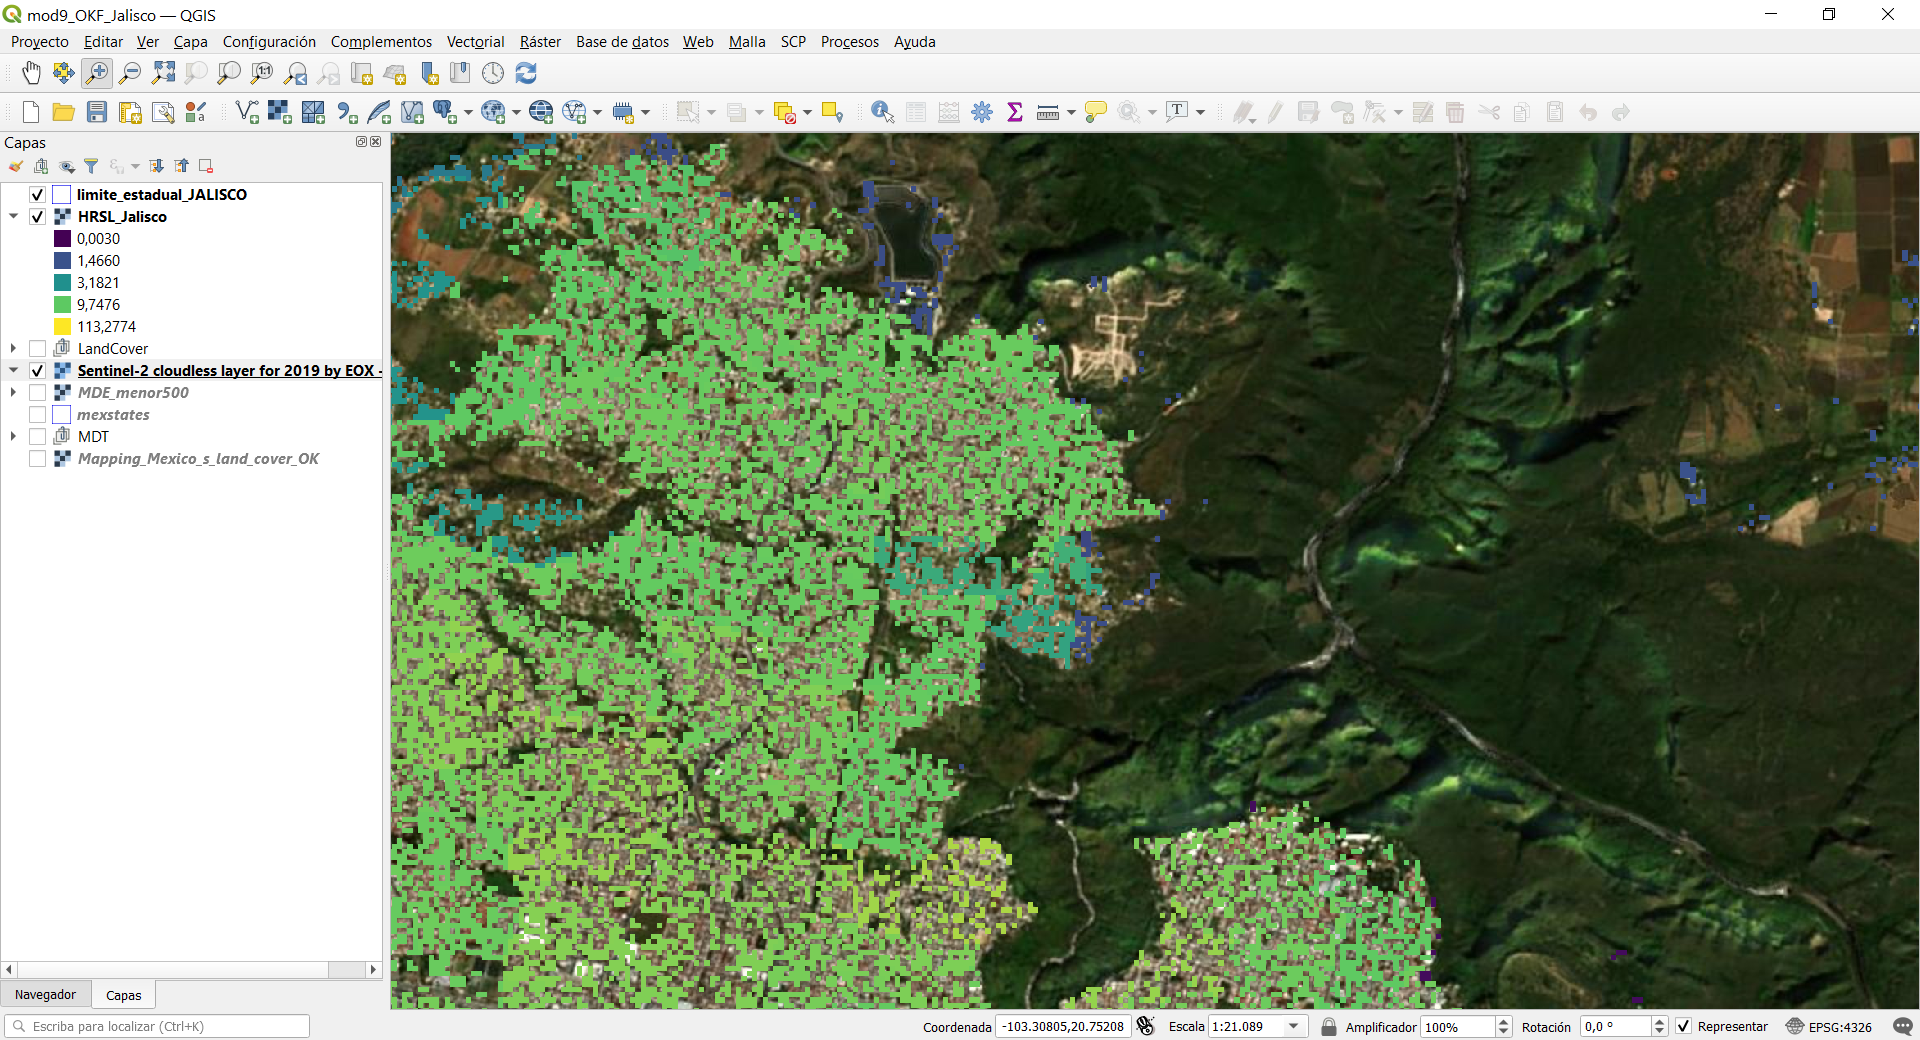 mod9_OKF_Jalisco — QGIS
Proyecto Editar Ver Capa Configuración Complementos Vectorial Ráster Base de datos Web Malla SCP Procesos Ayuda
Capas
limite_estadual_JALISCO
HRSL_Jalisco
0,0030
1,4660
3,1821
9,7476
113,2774
LandCover
Sentinel-2 cloudless layer for 2019 by EOX -
MDE_menor500
mexstates
MDT
Mapping_Mexico_s_land_cover_OK
Navegador Capas
Escriba para localizar (Ctrl+K) Coordenada -103.30805,20.75208 Escala 1:21.089 Amplificador 100% Rotación 0,0 ° Representar EPSG:4326